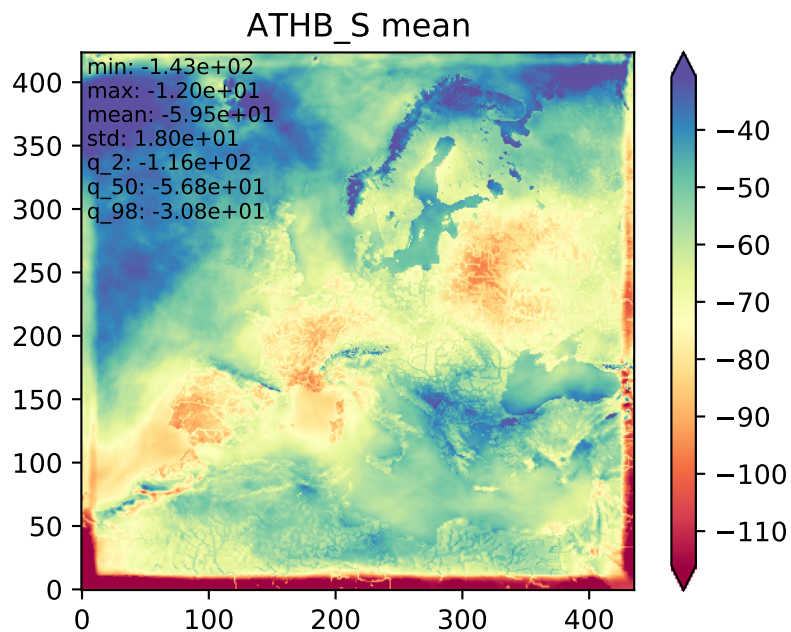 ATHB_S mean
min: -1.43e+02
max: -1.20e+01
mean: -5.95e+01
std: 1.80e+01
q_2: -1.16e+02
q_50: -5.68e+01
q_98: -3.08e+01
400
350
300
250
200
150
100
50
0
0 100 200 300 400
−40
−50
−60
−70
−80
−90
−100
−110